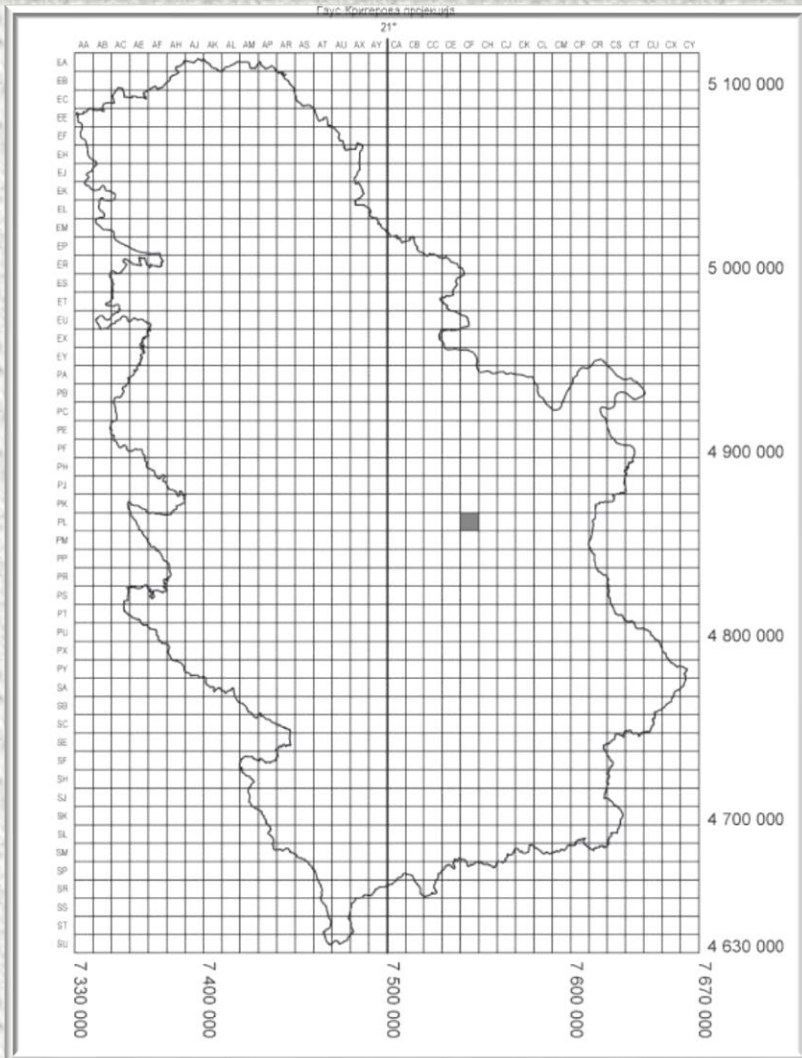 Гаус-Кригерова пројекција
21°
AA AB AC AE AF AH AJ AK AL AM AP AR AS AT AU AX AY CA CB CC CE CF CH CJ CK CL CM CP CR CS CT CU CX CY
EA
EB 5 100 000
EC
EE
EF
EH
EJ
EK
EL
EM
EP
ER 5 000 000
ES
ET
EU
EX
EY
PA
PB
PC
PE
PF 4 900 000
PH
PJ
PK
PL
PM
PP
PR
PS
PT
PU 4 800 000
PX
PY
SA
SB
SC
SE
SF
SH
SJ
SK 4 700 000
SL
SM
SP
SR
SS
ST
SU 4 630 000
7 330 000
7 400 000
7 500 000
7 600 000
7 670 000